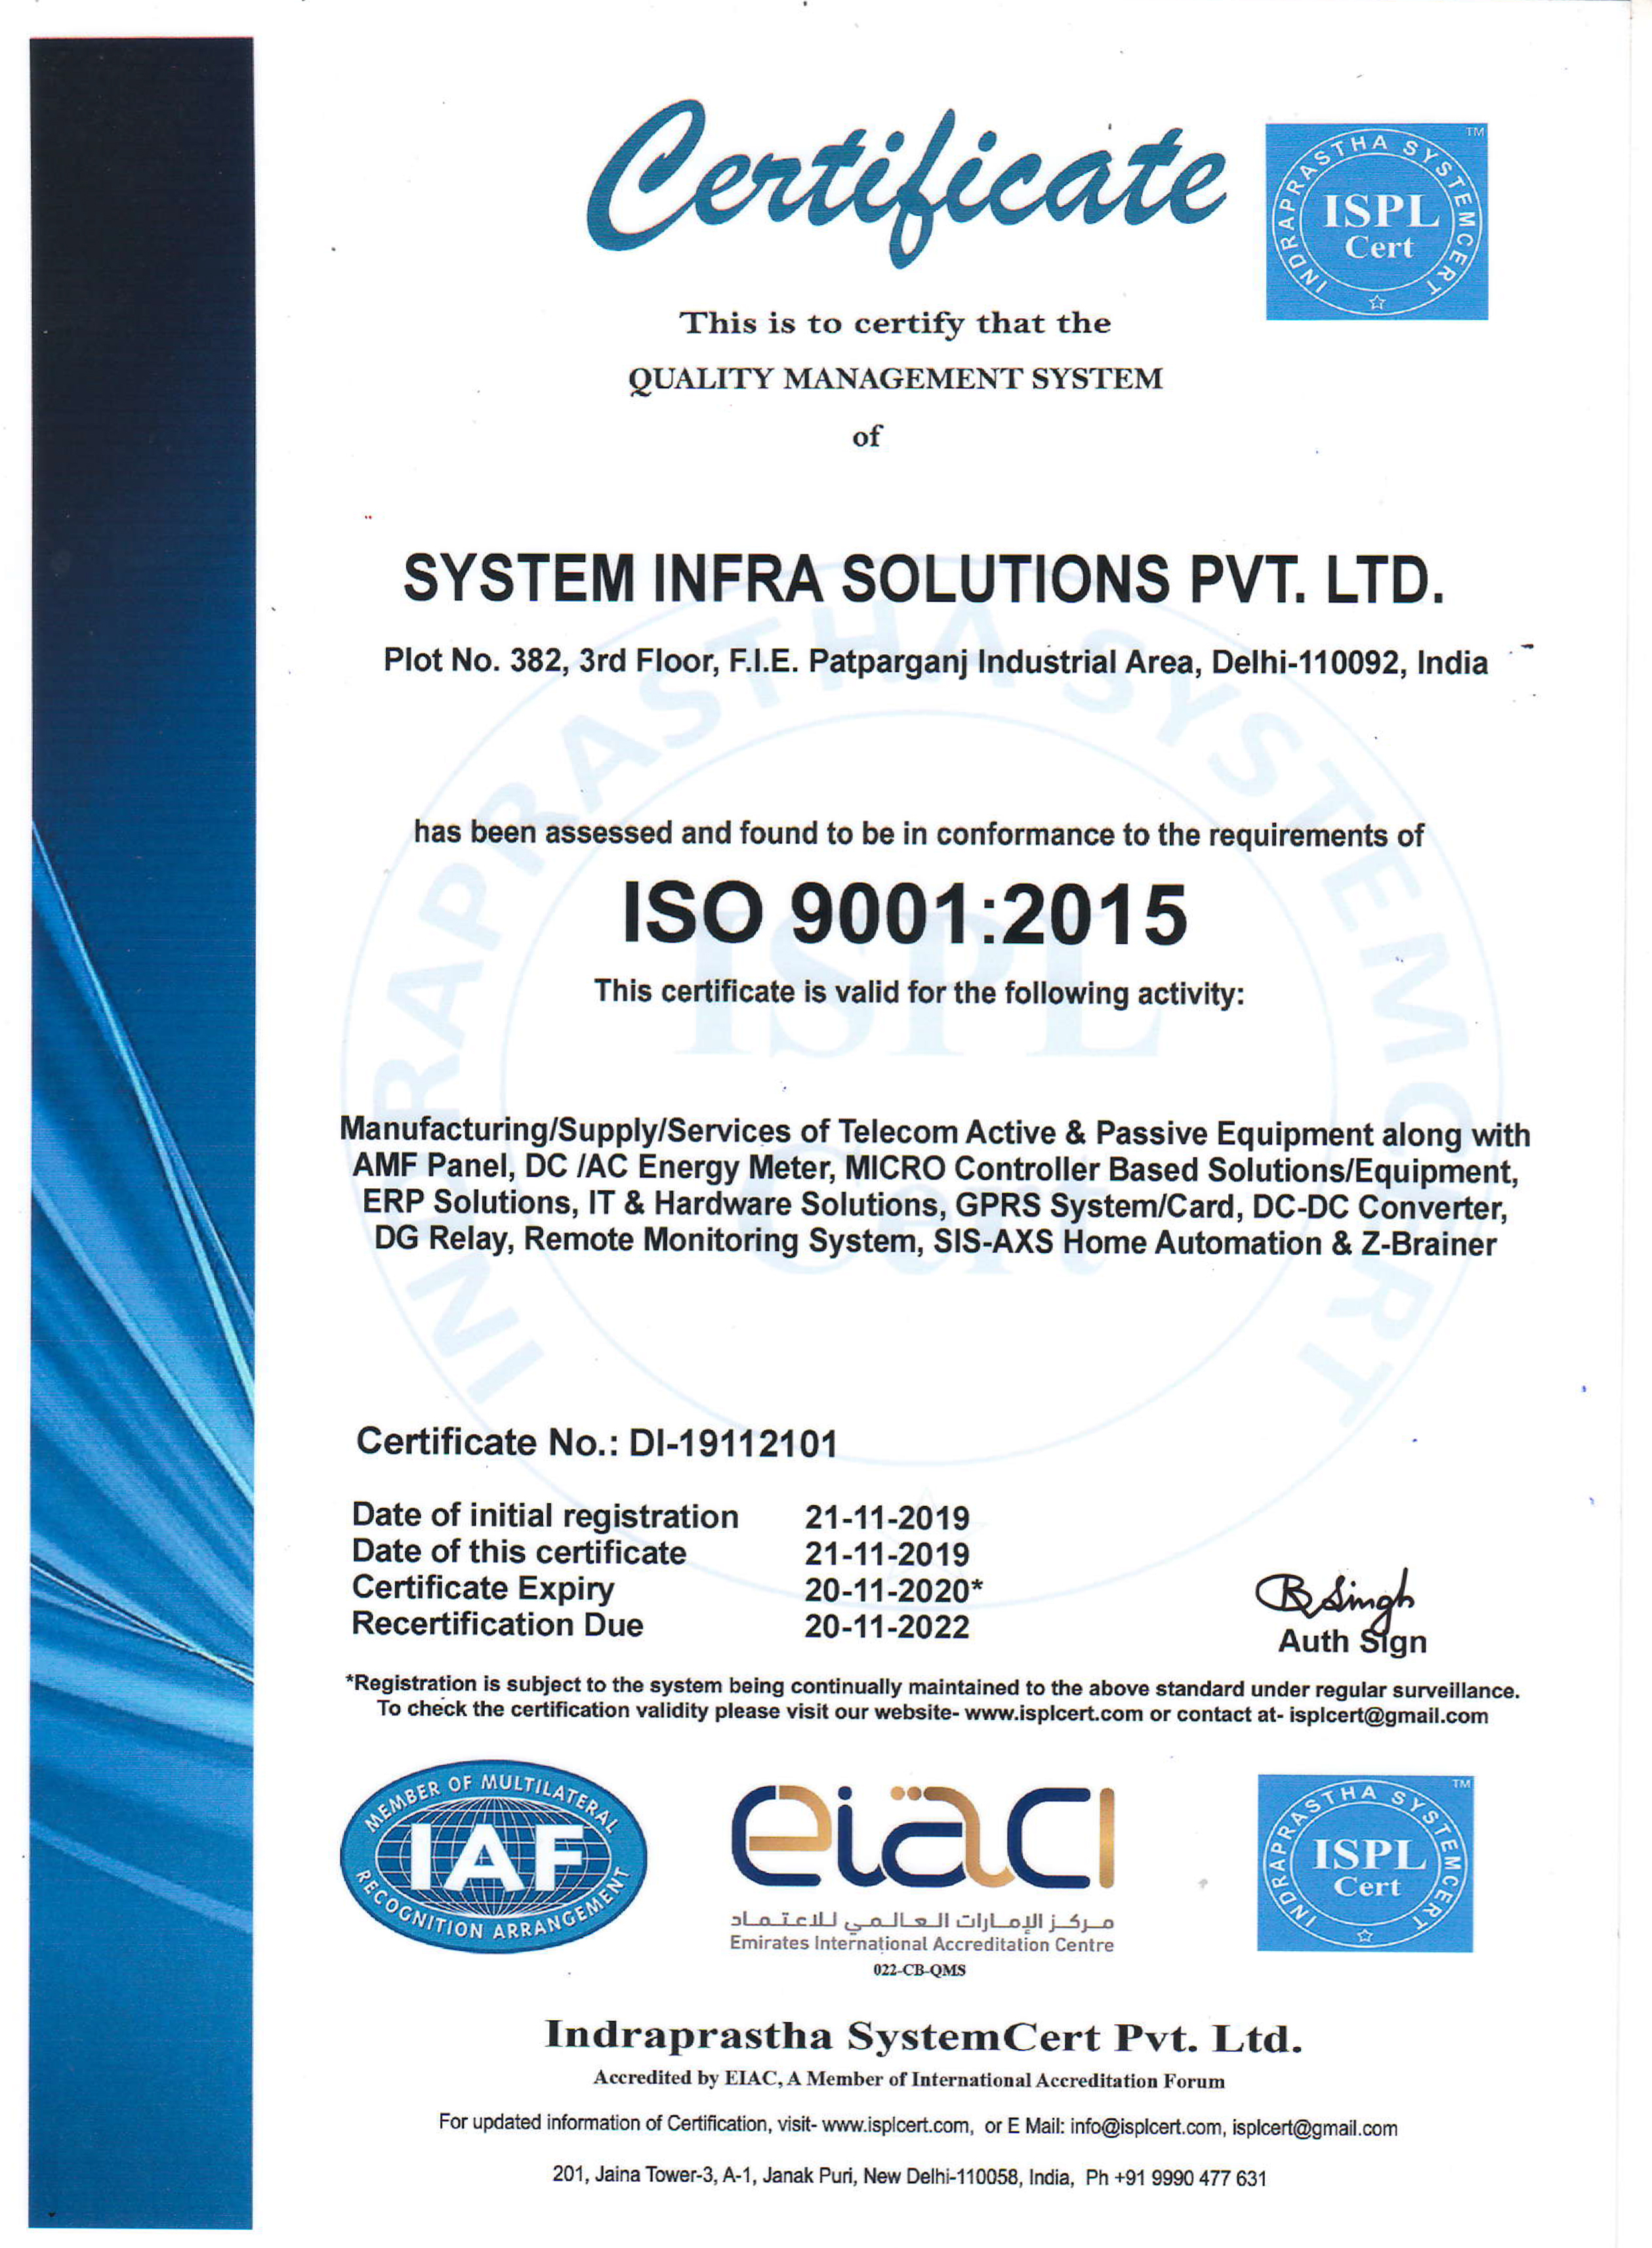 Certificate
INDRAPRASTHA SYSTEMCERT
TM
ISPL
Cert
This is to certify that the
QUALITY MANAGEMENT SYSTEM
of
SYSTEM INFRA SOLUTIONS PVT. LTD.
Plot No. 382, 3rd Floor, F.I.E. Patparganj Industrial Area, Delhi-110092, India
has been assessed and found to be in conformance to the requirements of
ISO 9001:2015
This certificate is valid for the following activity:
INDRAPRASTHA SYSTEMCERT
ISPL
Cert
Manufacturing/Supply/Services of Telecom Active & Passive Equipment along with
AMF Panel, DC /AC Energy Meter, MICRO Controller Based Solutions/Equipment,
ERP Solutions, IT & Hardware Solutions, GPRS System/Card, DC-DC Converter,
DG Relay, Remote Monitoring System, SIS-AXS Home Automation & Z-Brainer
Certificate No.: DI-19112101
Date of initial registration 21-11-2019
Date of this certificate 21-11-2019
Certificate Expiry 20-11-2020*
Recertification Due 20-11-2022
B Singh
Auth Sign
*Registration is subject to the system being continually maintained to the above standard under regular surveillance.
To check the certification validity please visit our website- www.isplcert.com or contact at- isplcert@gmail.com
MEMBER OF MULTILATERAL
IAF
RECOGNITION ARRANGEMENT
eiac
مركز الإمارات العالمي للاعتماد
Emirates International Accreditation Centre
022-CB-QMS
INDRAPRASTHA SYSTEMCERT
TM
ISPL
Cert
Indraprastha SystemCert Pvt. Ltd.
Accredited by EIAC, A Member of International Accreditation Forum
For updated information of Certification, visit- www.isplcert.com, or E Mail: info@isplcert.com, isplcert@gmail.com
201, Jaina Tower-3, A-1, Janak Puri, New Delhi-110058, India, Ph +91 9990 477 631